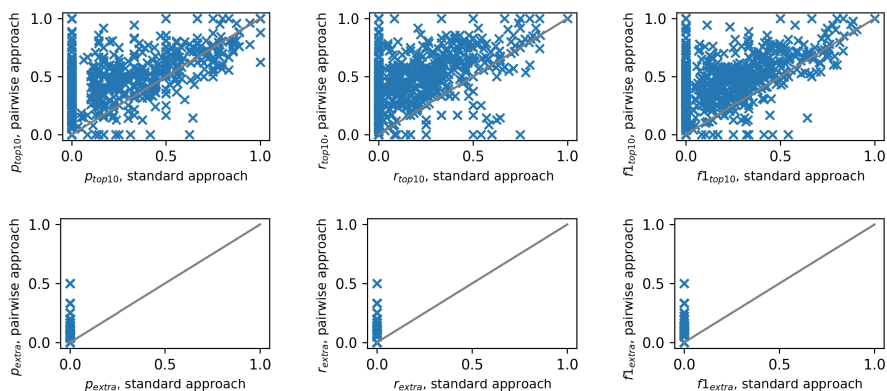 p_top10, pairwise approach
1.0
0.5
0.0
0.0 0.5 1.0
p_top10, standard approach
r_top10, pairwise approach
1.0
0.5
0.0
0.0 0.5 1.0
r_top10, standard approach
f1_top10, pairwise approach
1.0
0.5
0.0
0.0 0.5 1.0
f1_top10, standard approach
p_extra, pairwise approach
1.0
0.5
0.0
0.0 0.5 1.0
p_extra, standard approach
r_extra, pairwise approach
1.0
0.5
0.0
0.0 0.5 1.0
r_extra, standard approach
f1_extra, pairwise approach
1.0
0.5
0.0
0.0 0.5 1.0
f1_extra, standard approach